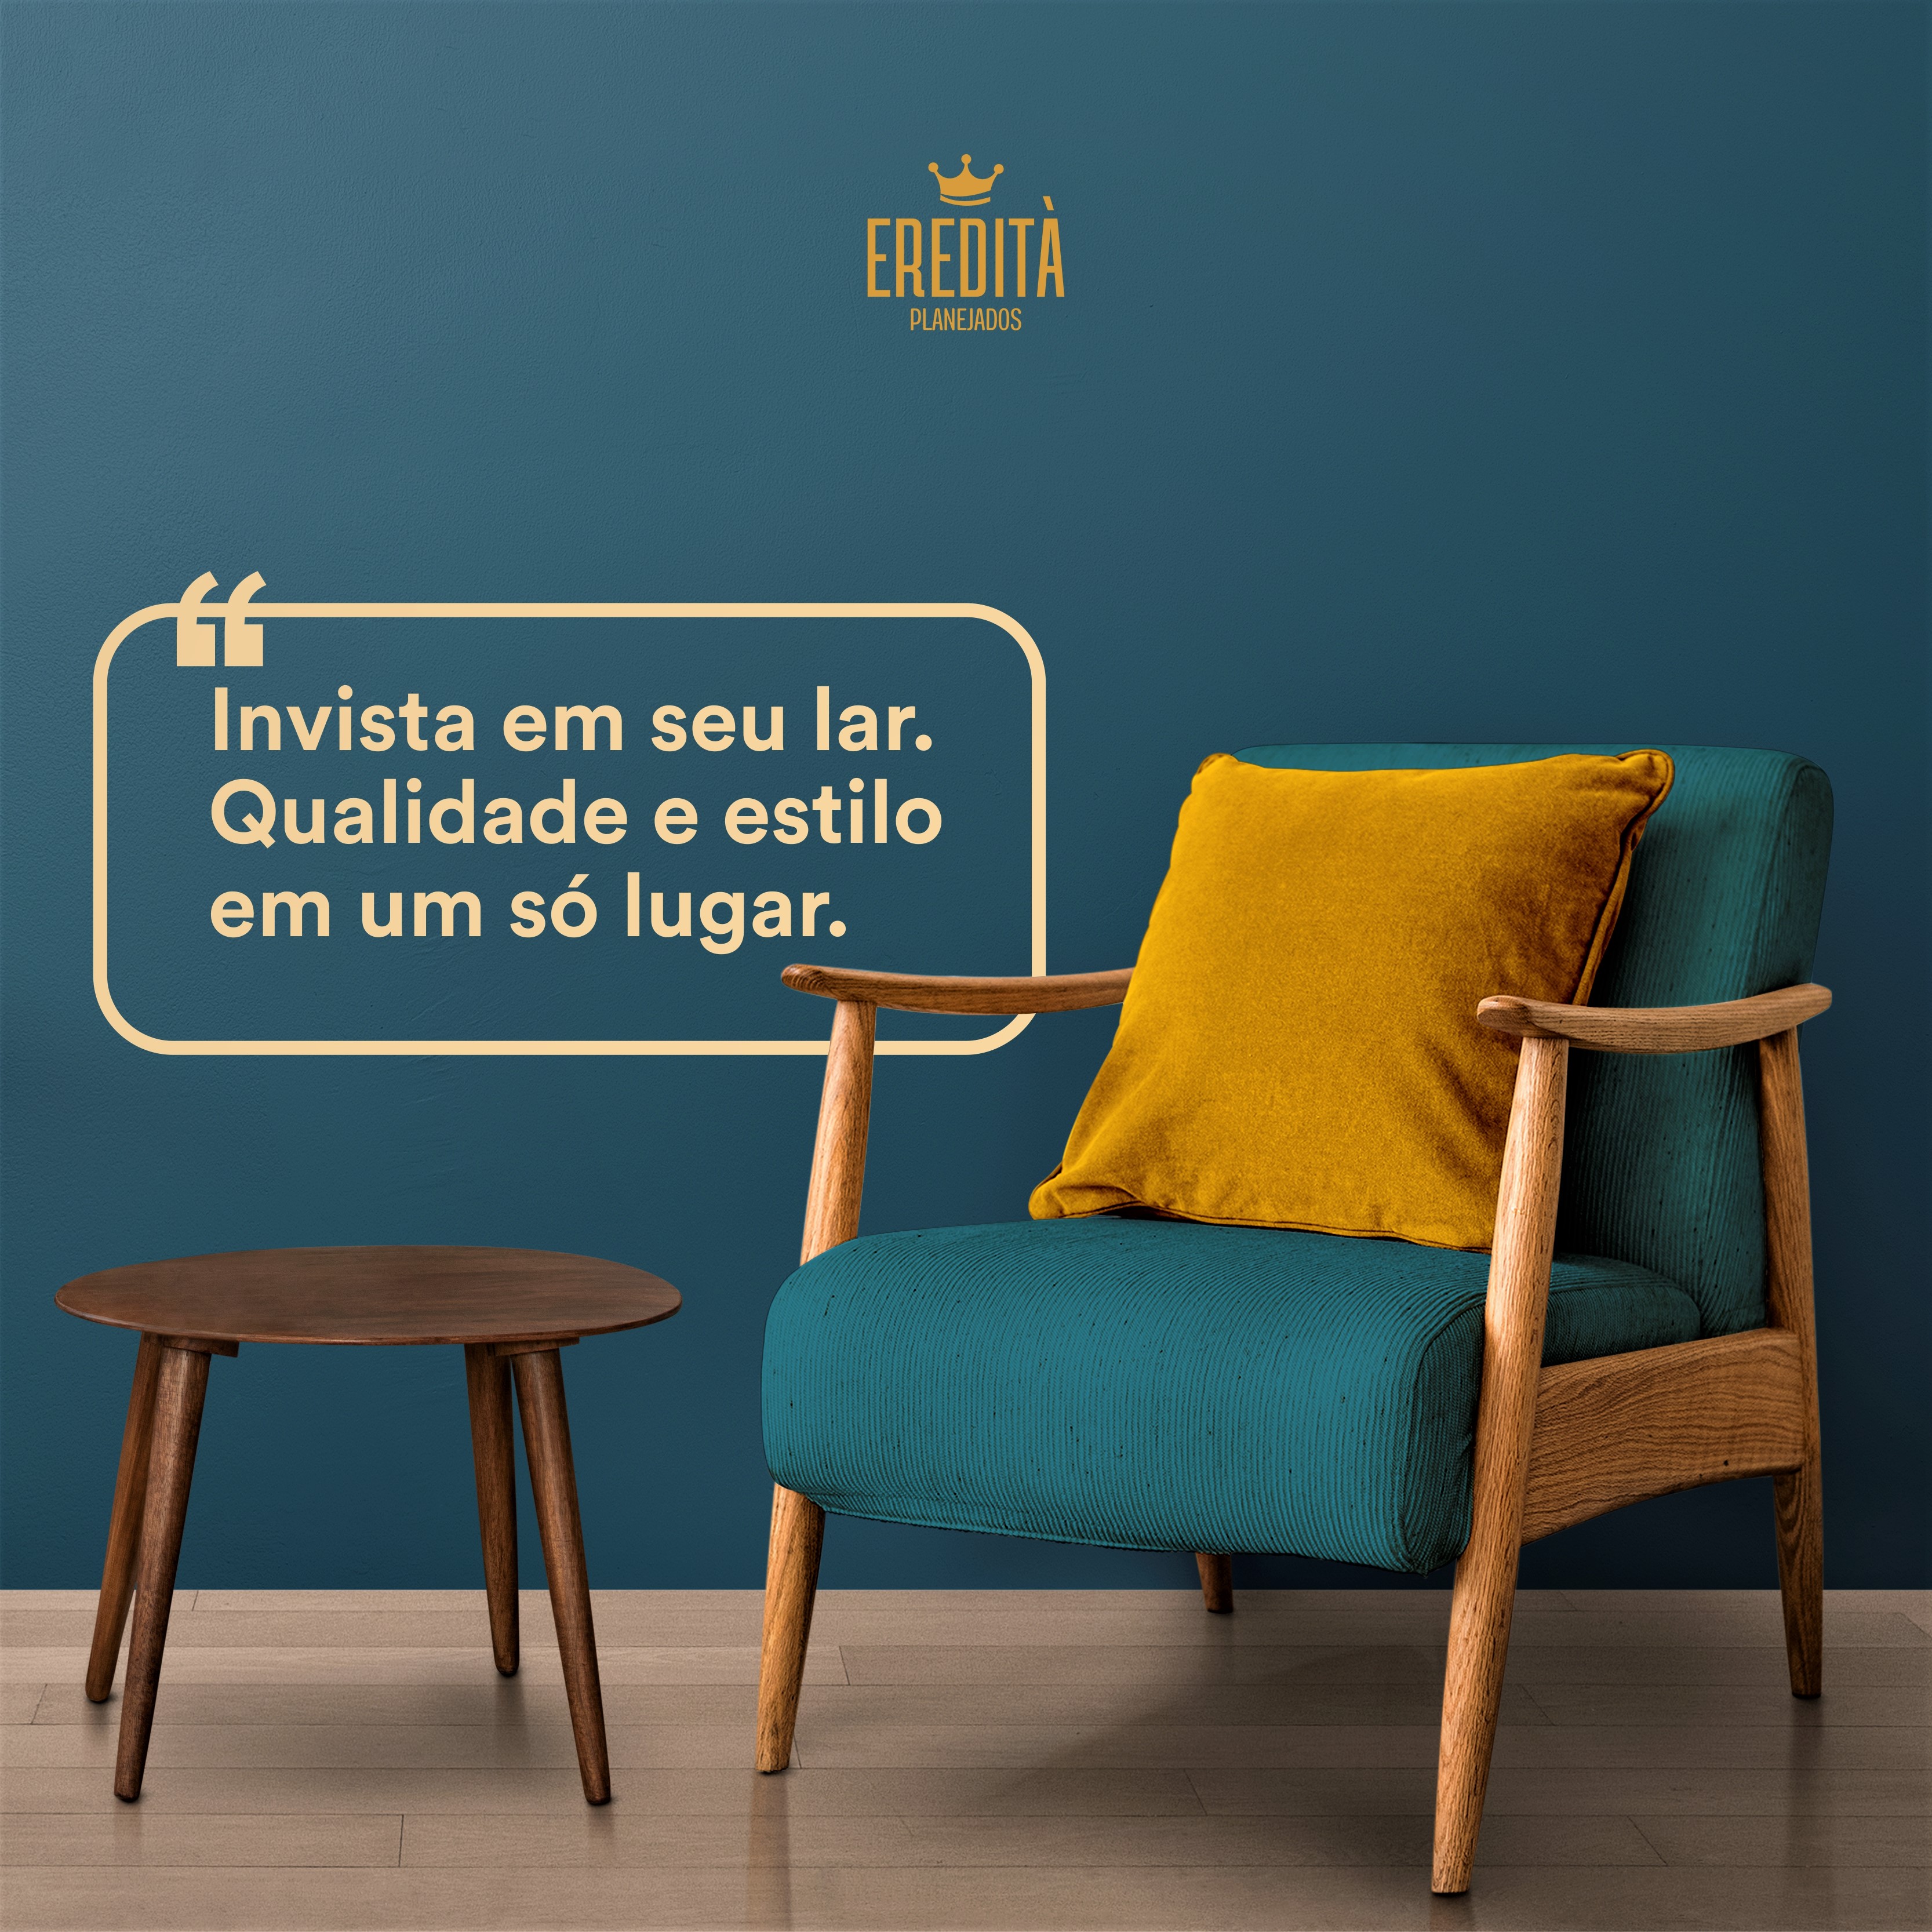 EREDITÀ
PLANEJADOS
“
Invista em seu lar.
Qualidade e estilo
em um só lugar.